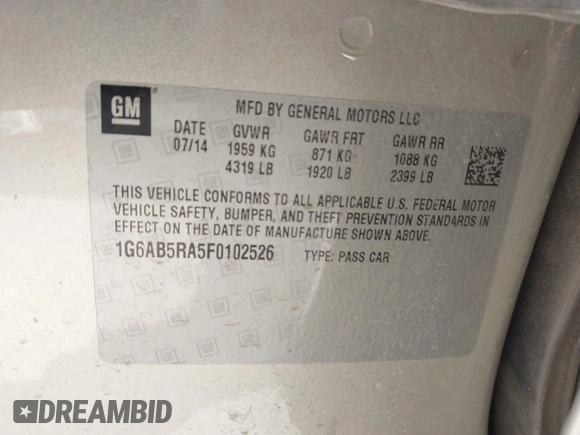 GM
MFD BY GENERAL MOTORS LLC
DATE GVWR GAWR FRT GAWR RR
07/14 1959 KG 871 KG 1088 KG
4319 LB 1920 LB 2399 LB
THIS VEHICLE CONFORMS TO ALL APPLICABLE U.S. FEDERAL MOTOR
VEHICLE SAFETY, BUMPER, AND THEFT PREVENTION STANDARDS IN
EFFECT ON THE DATE OF MANUFACTURE SHOWN ABOVE.
1G6AB5RA5F0102526 TYPE: PASS CAR
DREAMBID